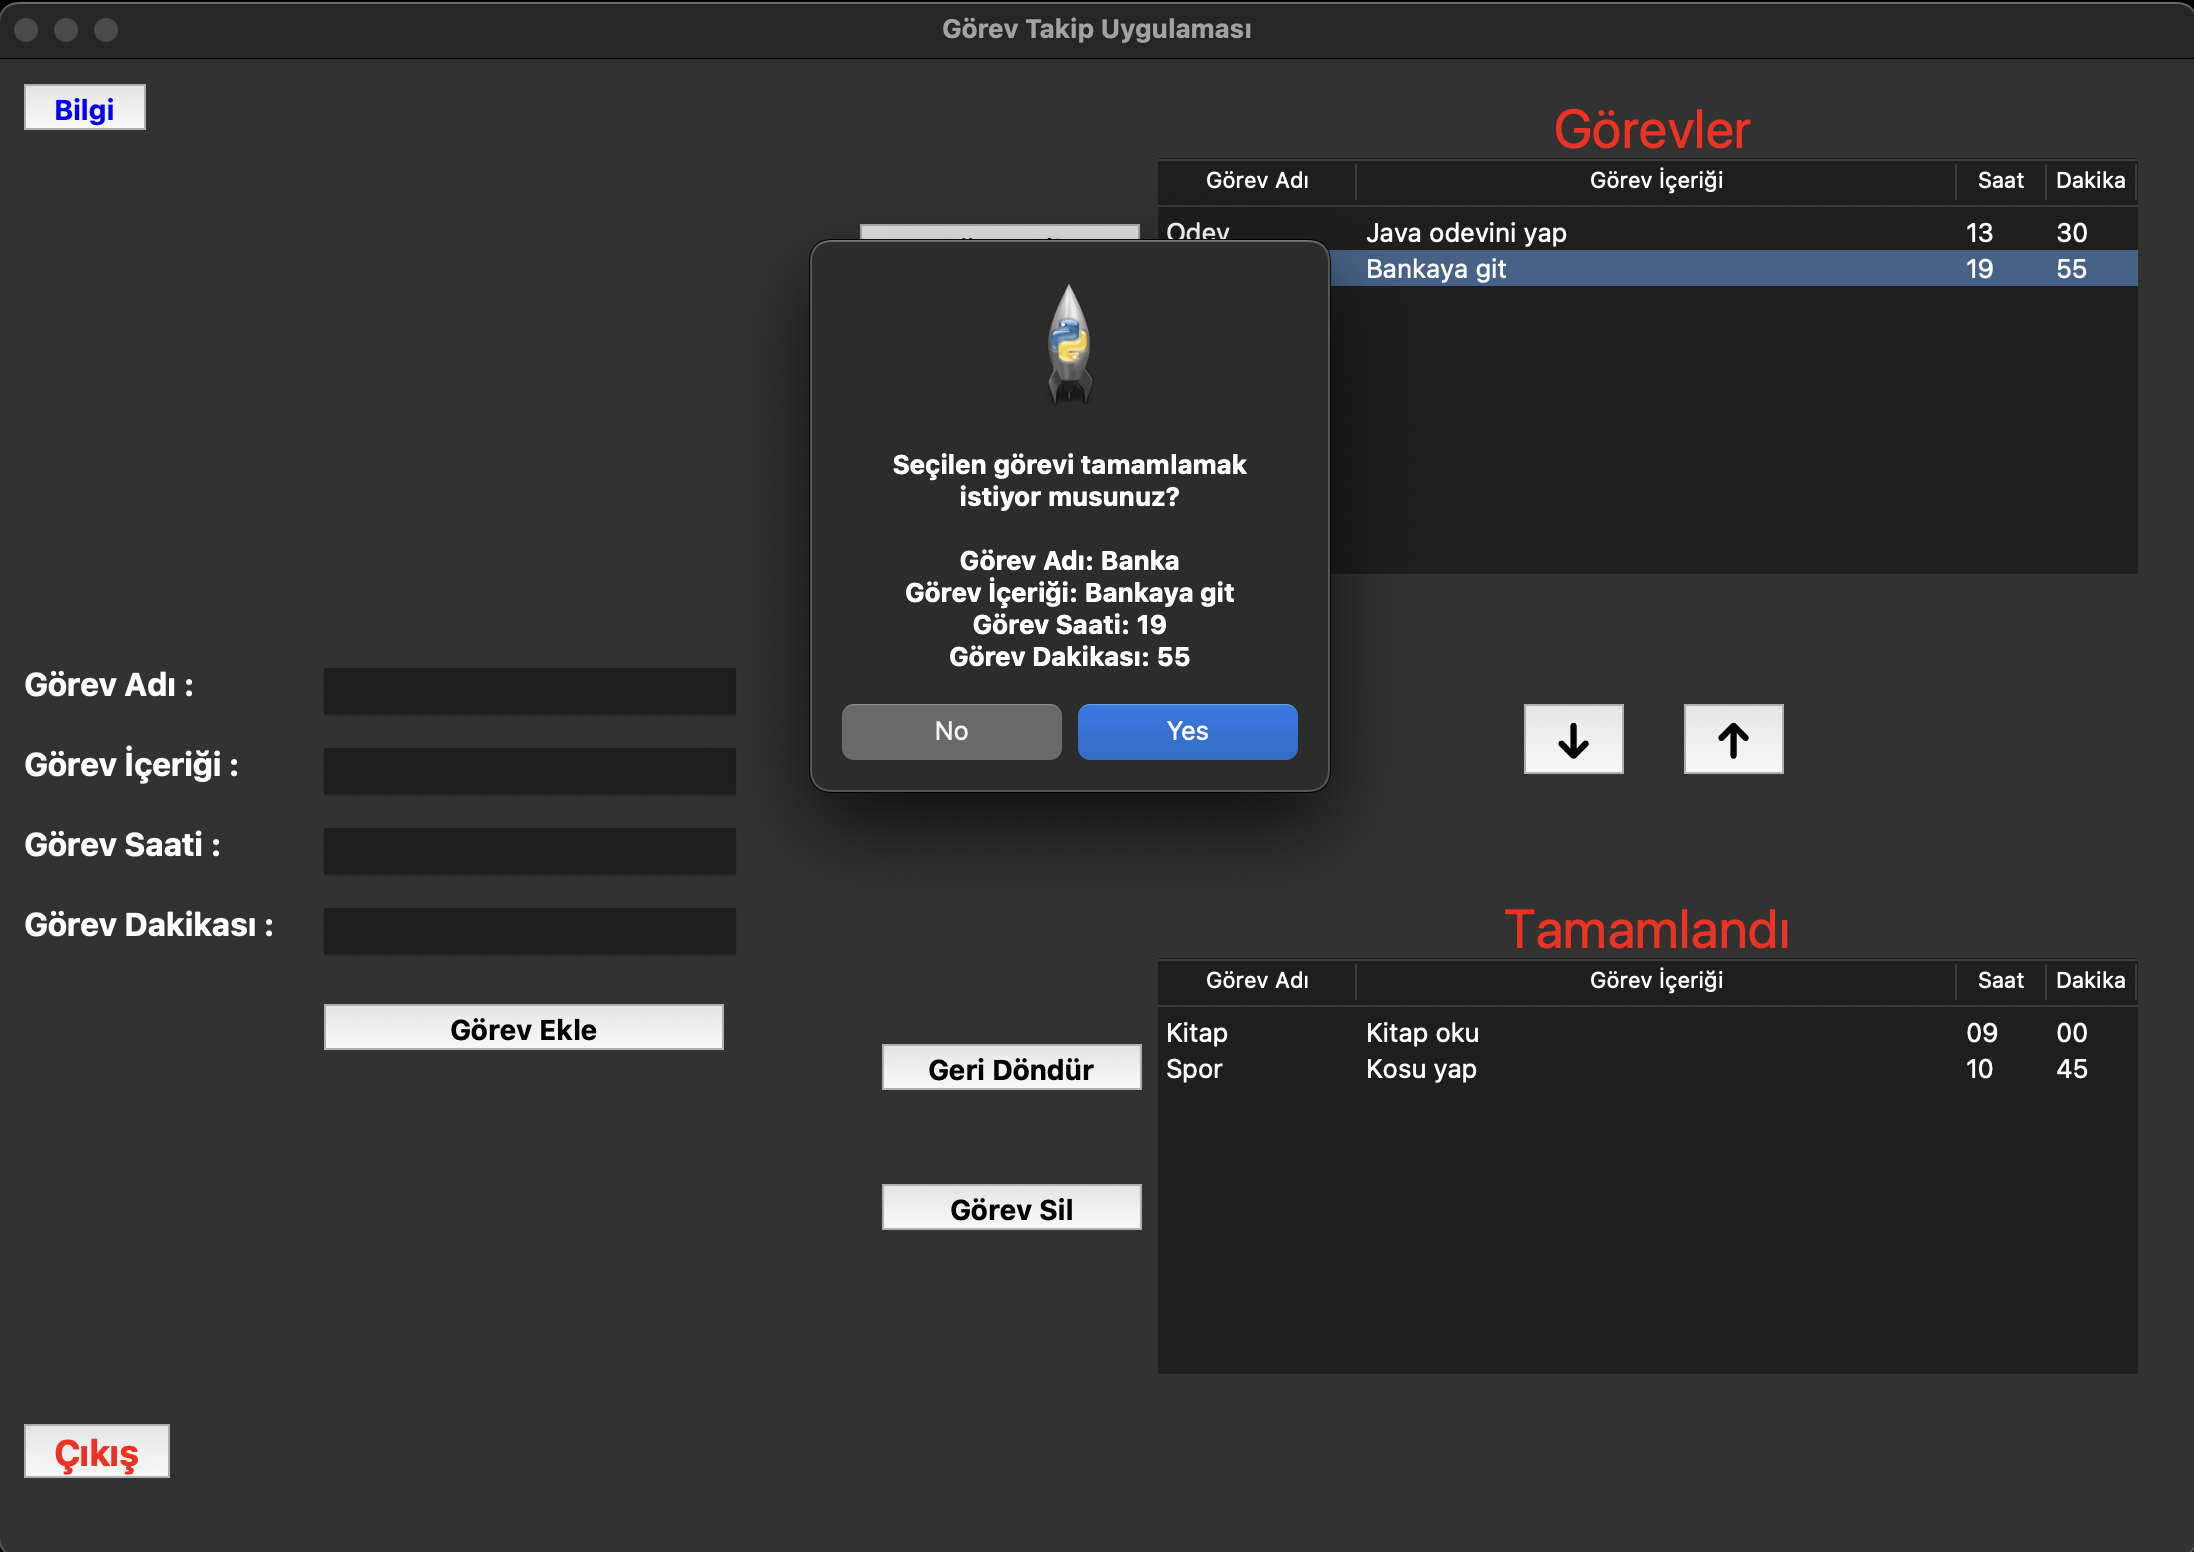 Görev Takip Uygulaması
Bilgi
Görevler
Görev Adı Görev İçeriği Saat Dakika
Odev Java odevini yap 13 30
Bankaya git 19 55
Seçilen görevi tamamlamak
istiyor musunuz?
Görev Adı: Banka
Görev İçeriği: Bankaya git
Görev Saati: 19
Görev Dakikası: 55
No Yes
Görev Adı :
Görev İçeriği :
Görev Saati :
Görev Dakikası :
Görev Ekle
Tamamlandı
Görev Adı Görev İçeriği Saat Dakika
Kitap Kitap oku 09 00
Spor Kosu yap 10 45
Geri Döndür
Görev Sil
Çıkış